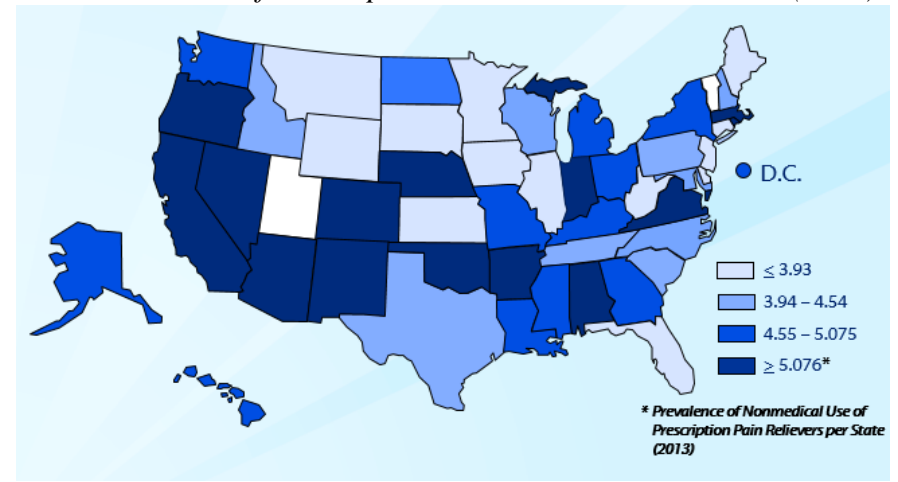 D.C.
≤ 3.93
3.94 – 4.54
4.55 – 5.075
≥ 5.076*
* Prevalence of Nonmedical Use of
Prescription Pain Relievers per State
(2013)